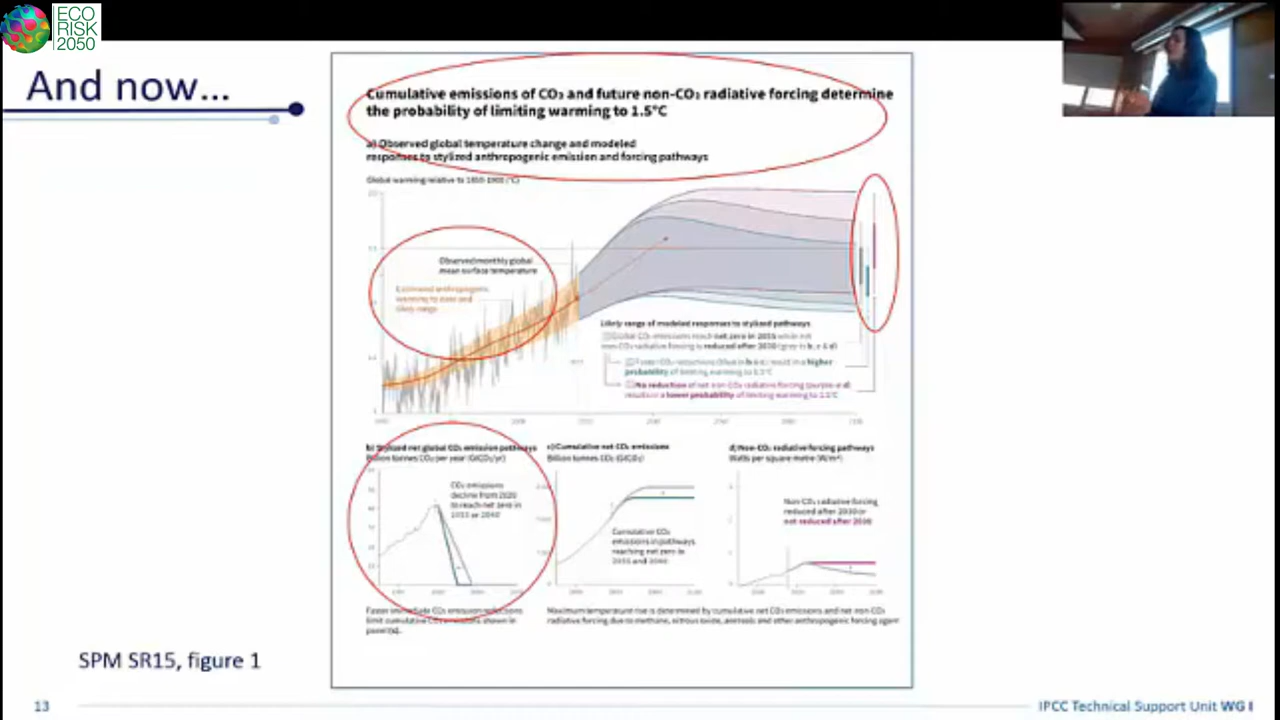 ECO
RISK
2050
And now...
Cumulative emissions of CO₂ and future non-CO₂ radiative forcing determine
the probability of limiting warming to 1.5°C
a) Observed global temperature change and modeled
responses to stylized anthropogenic emission and forcing pathways
Global warming relative to 1850-1900 (°C)
Observed monthly global
mean surface temperature
Estimated anthropogenic
warming to date and
likely range
Likely range of modeled responses to stylized pathways
Global CO₂ emissions reach net zero in 2055 while net
non-CO₂ radiative forcing is reduced after 2030 (grey in b, c & d)
Faster CO₂ reductions (blue in b & c) result in a higher
probability of limiting warming to 1.5°C
No reduction of net non-CO₂ radiative forcing (purple in d)
results in a lower probability of limiting warming to 1.5°C
b) Stylized net global CO₂ emission pathways
Billion tonnes CO₂ per year (GtCO₂/yr)
CO₂ emissions
decline from 2020
to reach net zero in
2055 or 2040
c) Cumulative net CO₂ emissions
Billion tonnes CO₂ (GtCO₂)
Cumulative CO₂
emissions in pathways
reaching net zero in
2055 and 2040
d) Non-CO₂ radiative forcing pathways
Watts per square metre (W/m²)
Non-CO₂ radiative forcing
reduced after 2030 or
not reduced after 2030
Faster immediate CO₂ emission reductions
limit cumulative CO₂ emissions shown in
panel (c).
Maximum temperature rise is determined by cumulative net CO₂ emissions and net non-CO₂
radiative forcing due to methane, nitrous oxide, aerosols and other anthropogenic forcing agents
SPM SR15, figure 1
13
IPCC Technical Support Unit WG I